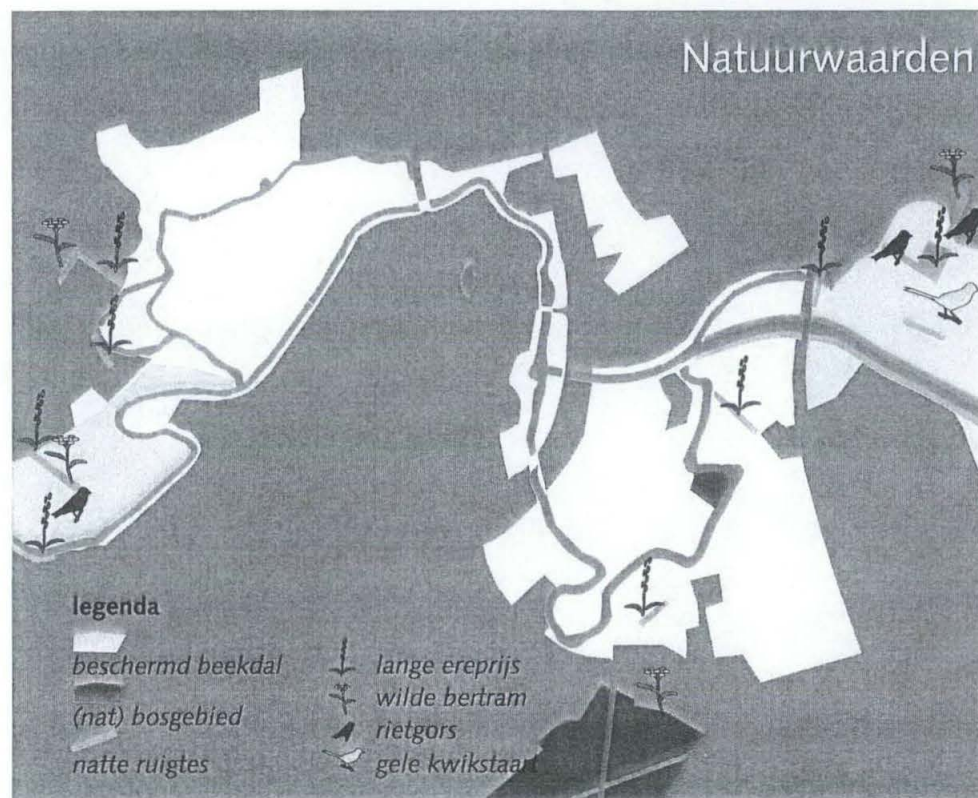 Natuurwaarden
legenda
beschermd beekdal
(nat) bosgebied
natte ruigtes
lange ereprijs
wilde bertram
rietgors
gele kwikstaart